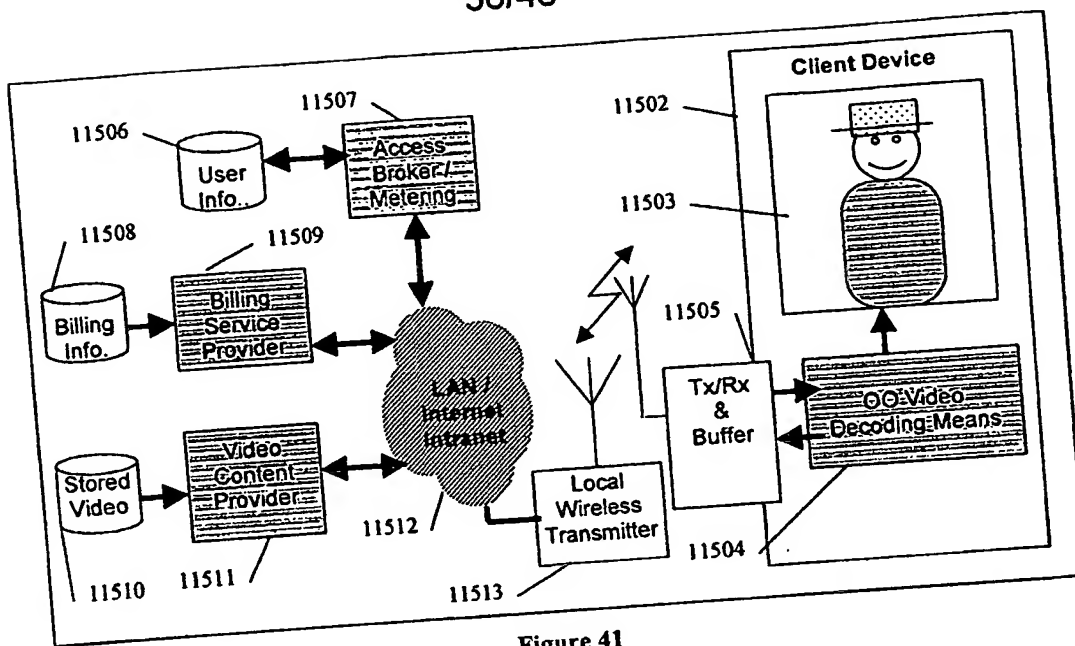 Client Device
11507
11502
11506
Access
Broker /
Metering
User
Info..
11503
11508
11509
Billing
Service
Provider
Billing
Info.
11505
LAN /
Internet
Intranet
Tx/Rx
&
Buffer
OO Video
Decoding Means
Video
Content
Provider
Stored
Video
Local
Wireless
Transmitter
11512
11504
11510
11511
11513
Figure 41